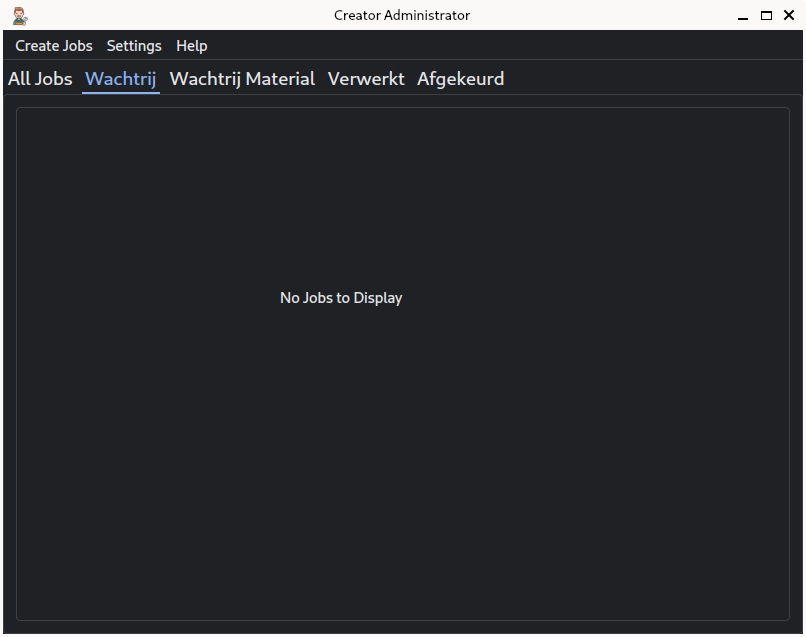 Creator Administrator
Create Jobs Settings Help
All Jobs Wachtrij Wachtrij Material Verwerkt Afgekeurd
No Jobs to Display